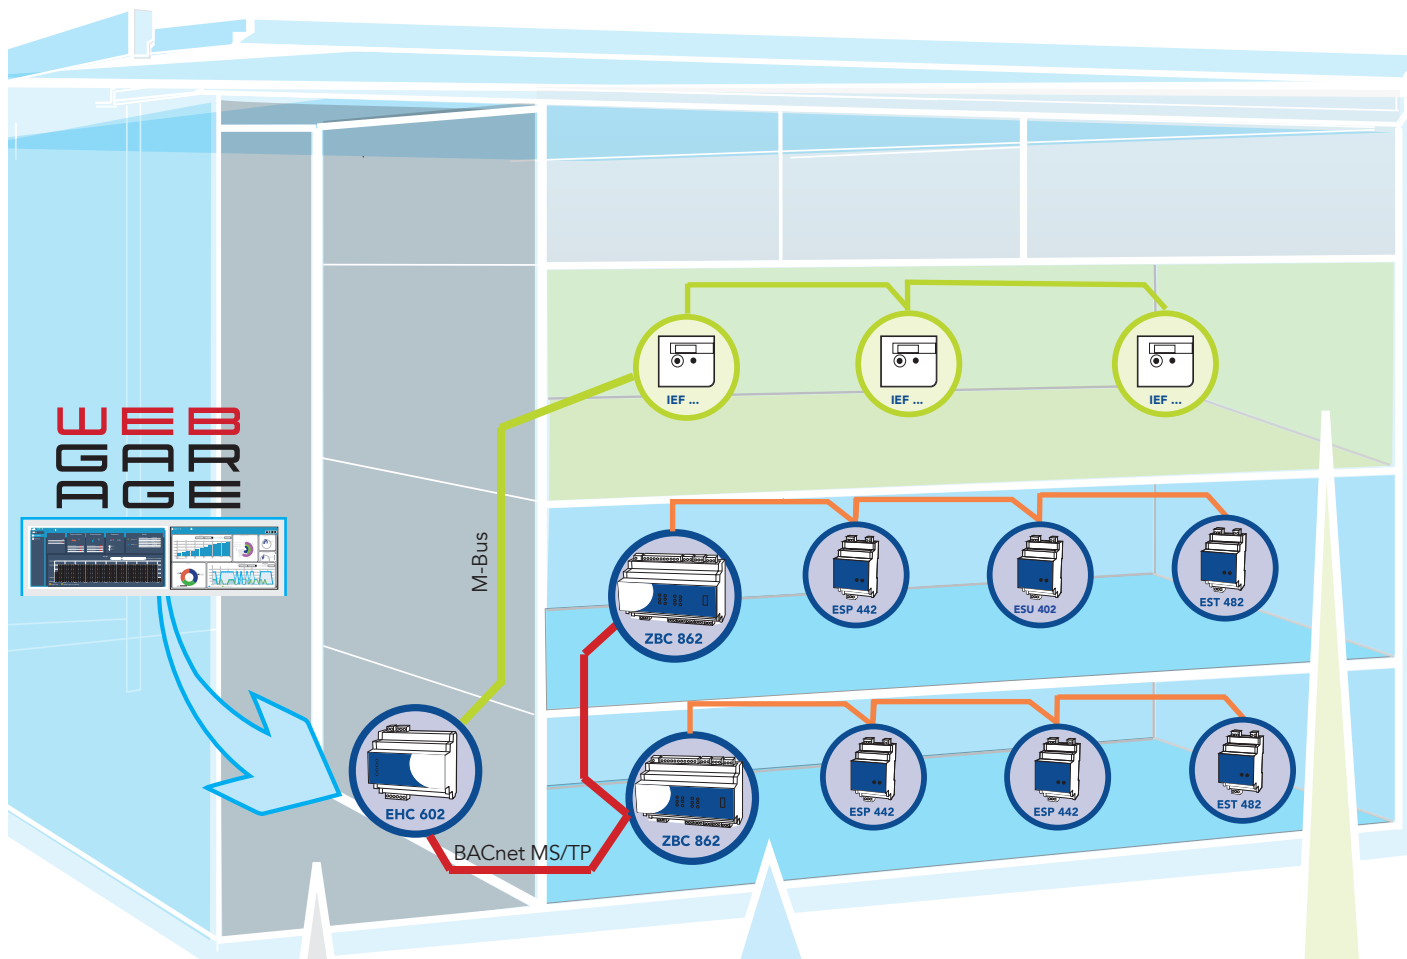 WEB
GAR
AGE
IEF ...
IEF ...
IEF ...
M-Bus
ZBC 862
ESP 442
ESU 402
EST 482
EHC 602
BACnet MS/TP
ZBC 862
ESP 442
ESP 442
EST 482